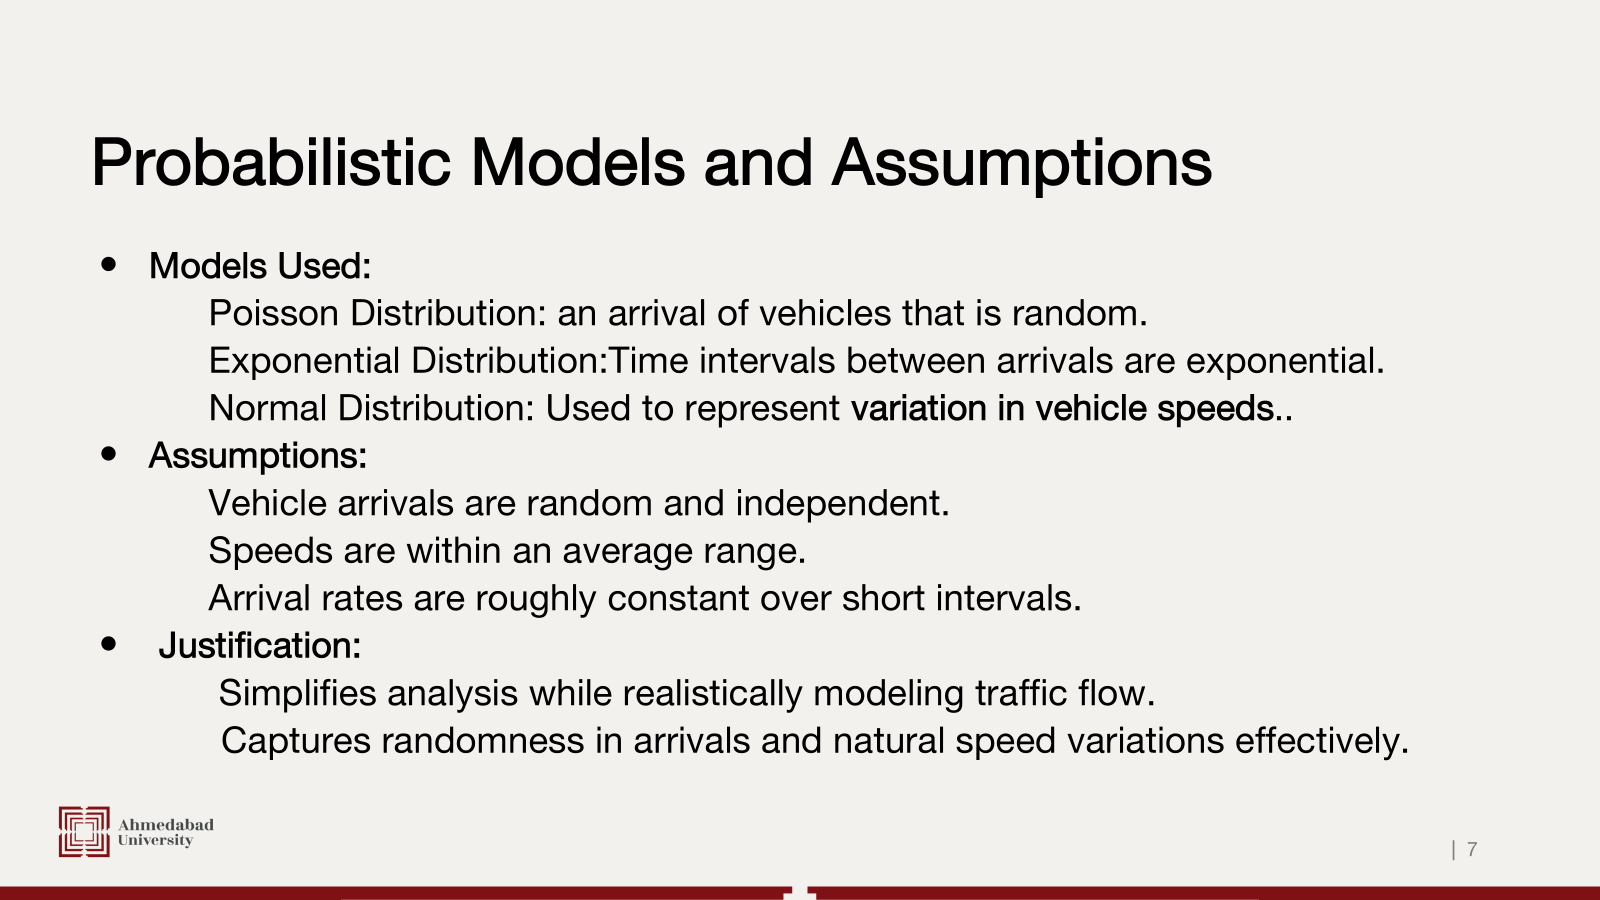 Probabilistic Models and Assumptions
● Models Used:
Poisson Distribution: an arrival of vehicles that is random.
Exponential Distribution:Time intervals between arrivals are exponential.
Normal Distribution: Used to represent variation in vehicle speeds..
● Assumptions:
Vehicle arrivals are random and independent.
Speeds are within an average range.
Arrival rates are roughly constant over short intervals.
● Justification:
Simplifies analysis while realistically modeling traffic flow.
Captures randomness in arrivals and natural speed variations effectively.
Ahmedabad
University
| 7